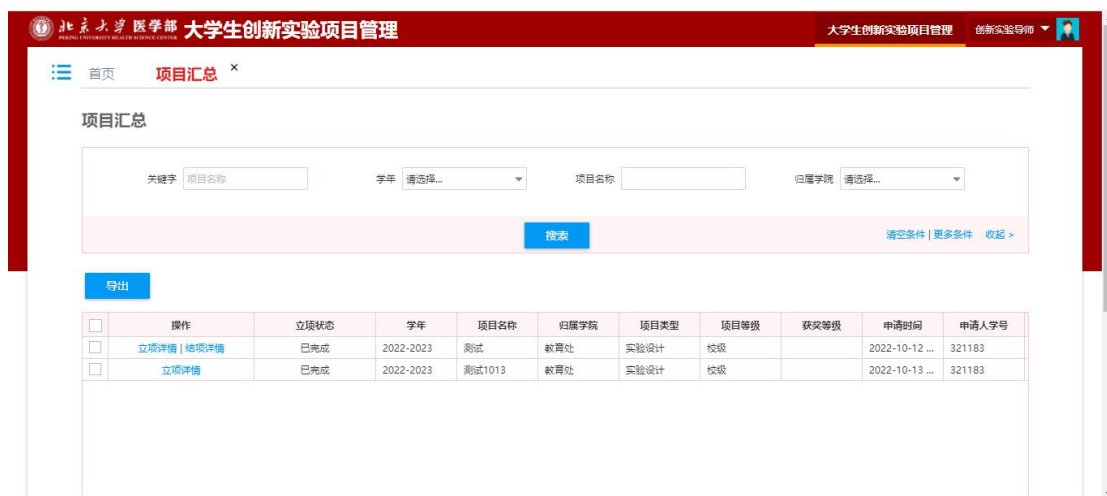 北京大学 医学部 大学生创新实验项目管理 大学生创新实验项目管理 创新实验导师
PEKING UNIVERSITY HEALTH SCIENCE CENTER
首页 项目汇总 ×
项目汇总
关键字 项目名称 学年 请选择... 项目名称 归属学院 请选择...
搜索 清空条件 | 更多条件 收起 >
导出
操作 立项状态 学年 项目名称 归属学院 项目类型 项目等级 获奖等级 申请时间 申请人学号
立项详情 | 结项详情 已完成 2022-2023 测试 教育处 实验设计 校级 2022-10-12 ... 321183
立项详情 已完成 2022-2023 测试1013 教育处 实验设计 校级 2022-10-13 ... 321183